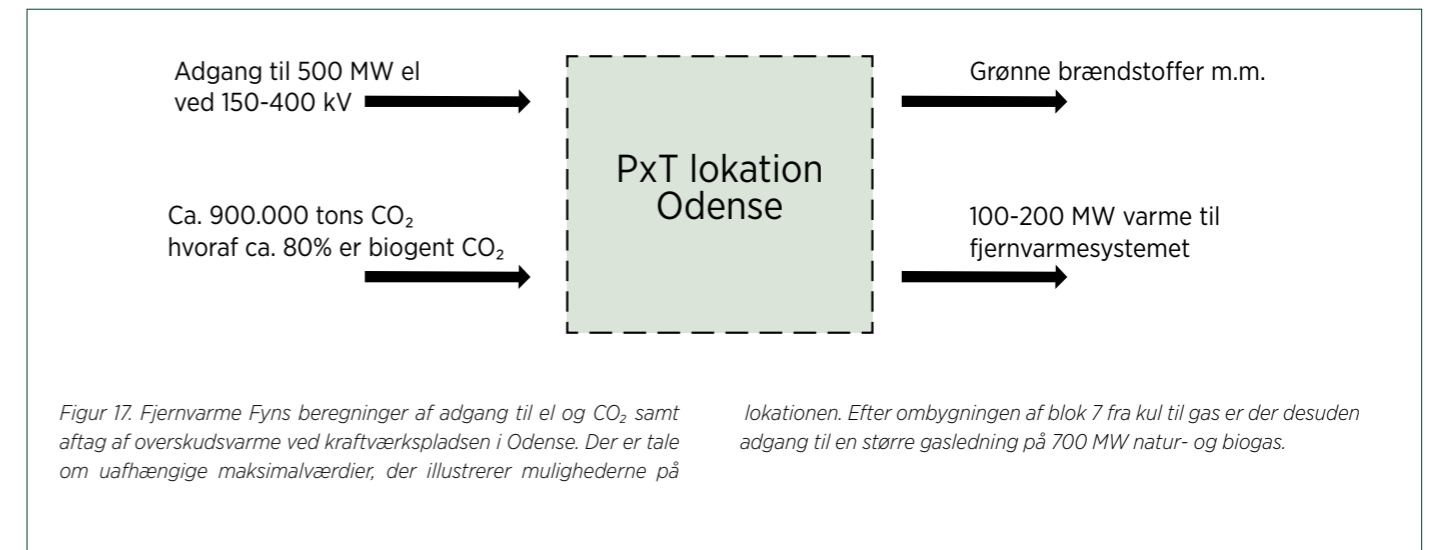 Adgang til 500 MW el
ved 150-400 kV
Ca. 900.000 tons CO₂
hvoraf ca. 80% er biogent CO₂
PxT lokation
Odense
Grønne brændstoffer m.m.
100-200 MW varme til
fjernvarmesystemet
Figur 17. Fjernvarme Fyns beregninger af adgang til el og CO₂ samt
aftag af overskudsvarme ved kraftværkspladsen i Odense. Der er tale
om uafhængige maksimalværdier, der illustrerer mulighederne på
lokationen. Efter ombygningen af blok 7 fra kul til gas er der desuden
adgang til en større gasledning på 700 MW natur- og biogas.